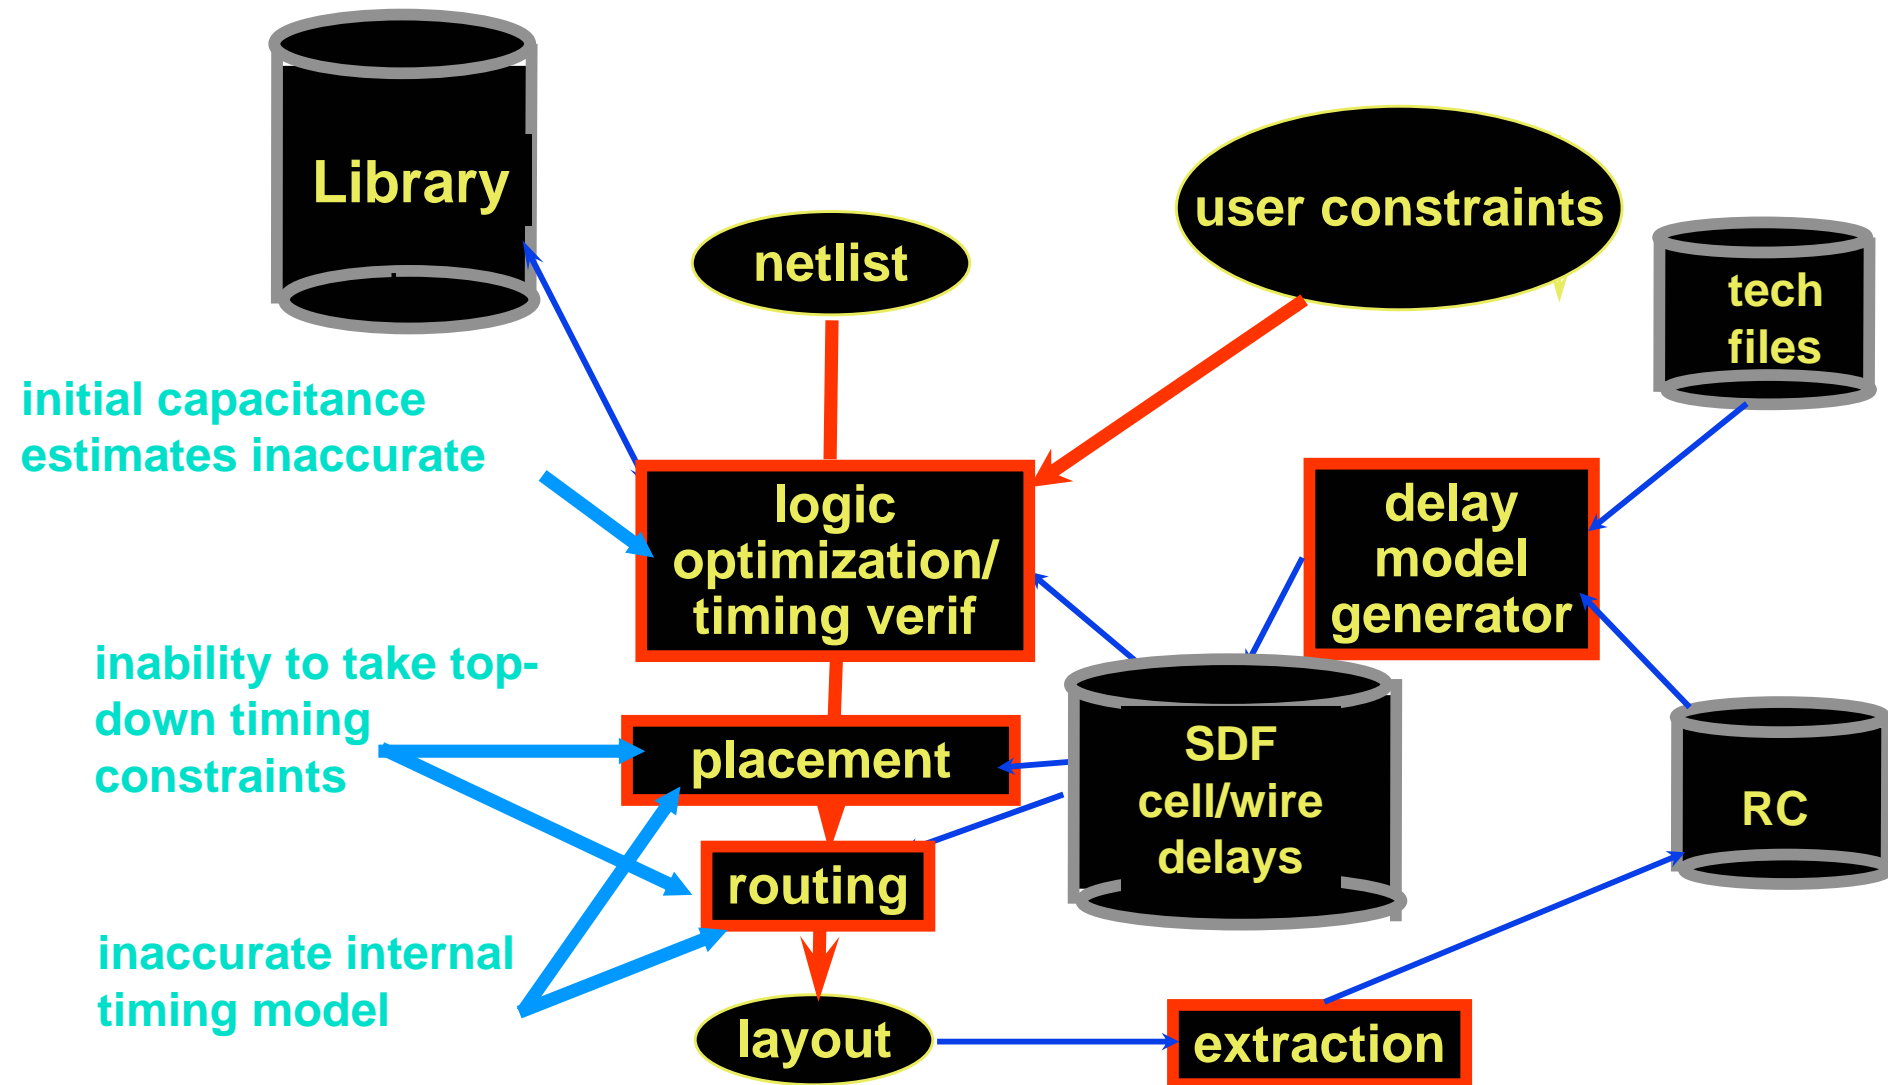 Library
user constraints
netlist
tech
files
initial capacitance
estimates inaccurate
logic
optimization/
timing verif
delay
model
generator
inability to take top-
down timing
constraints
placement
SDF
cell/wire
delays
RC
routing
inaccurate internal
timing model
layout
extraction